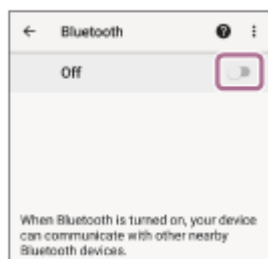 Bluetooth
Off
When Bluetooth is turned on, your device
can communicate with other nearby
Bluetooth devices.